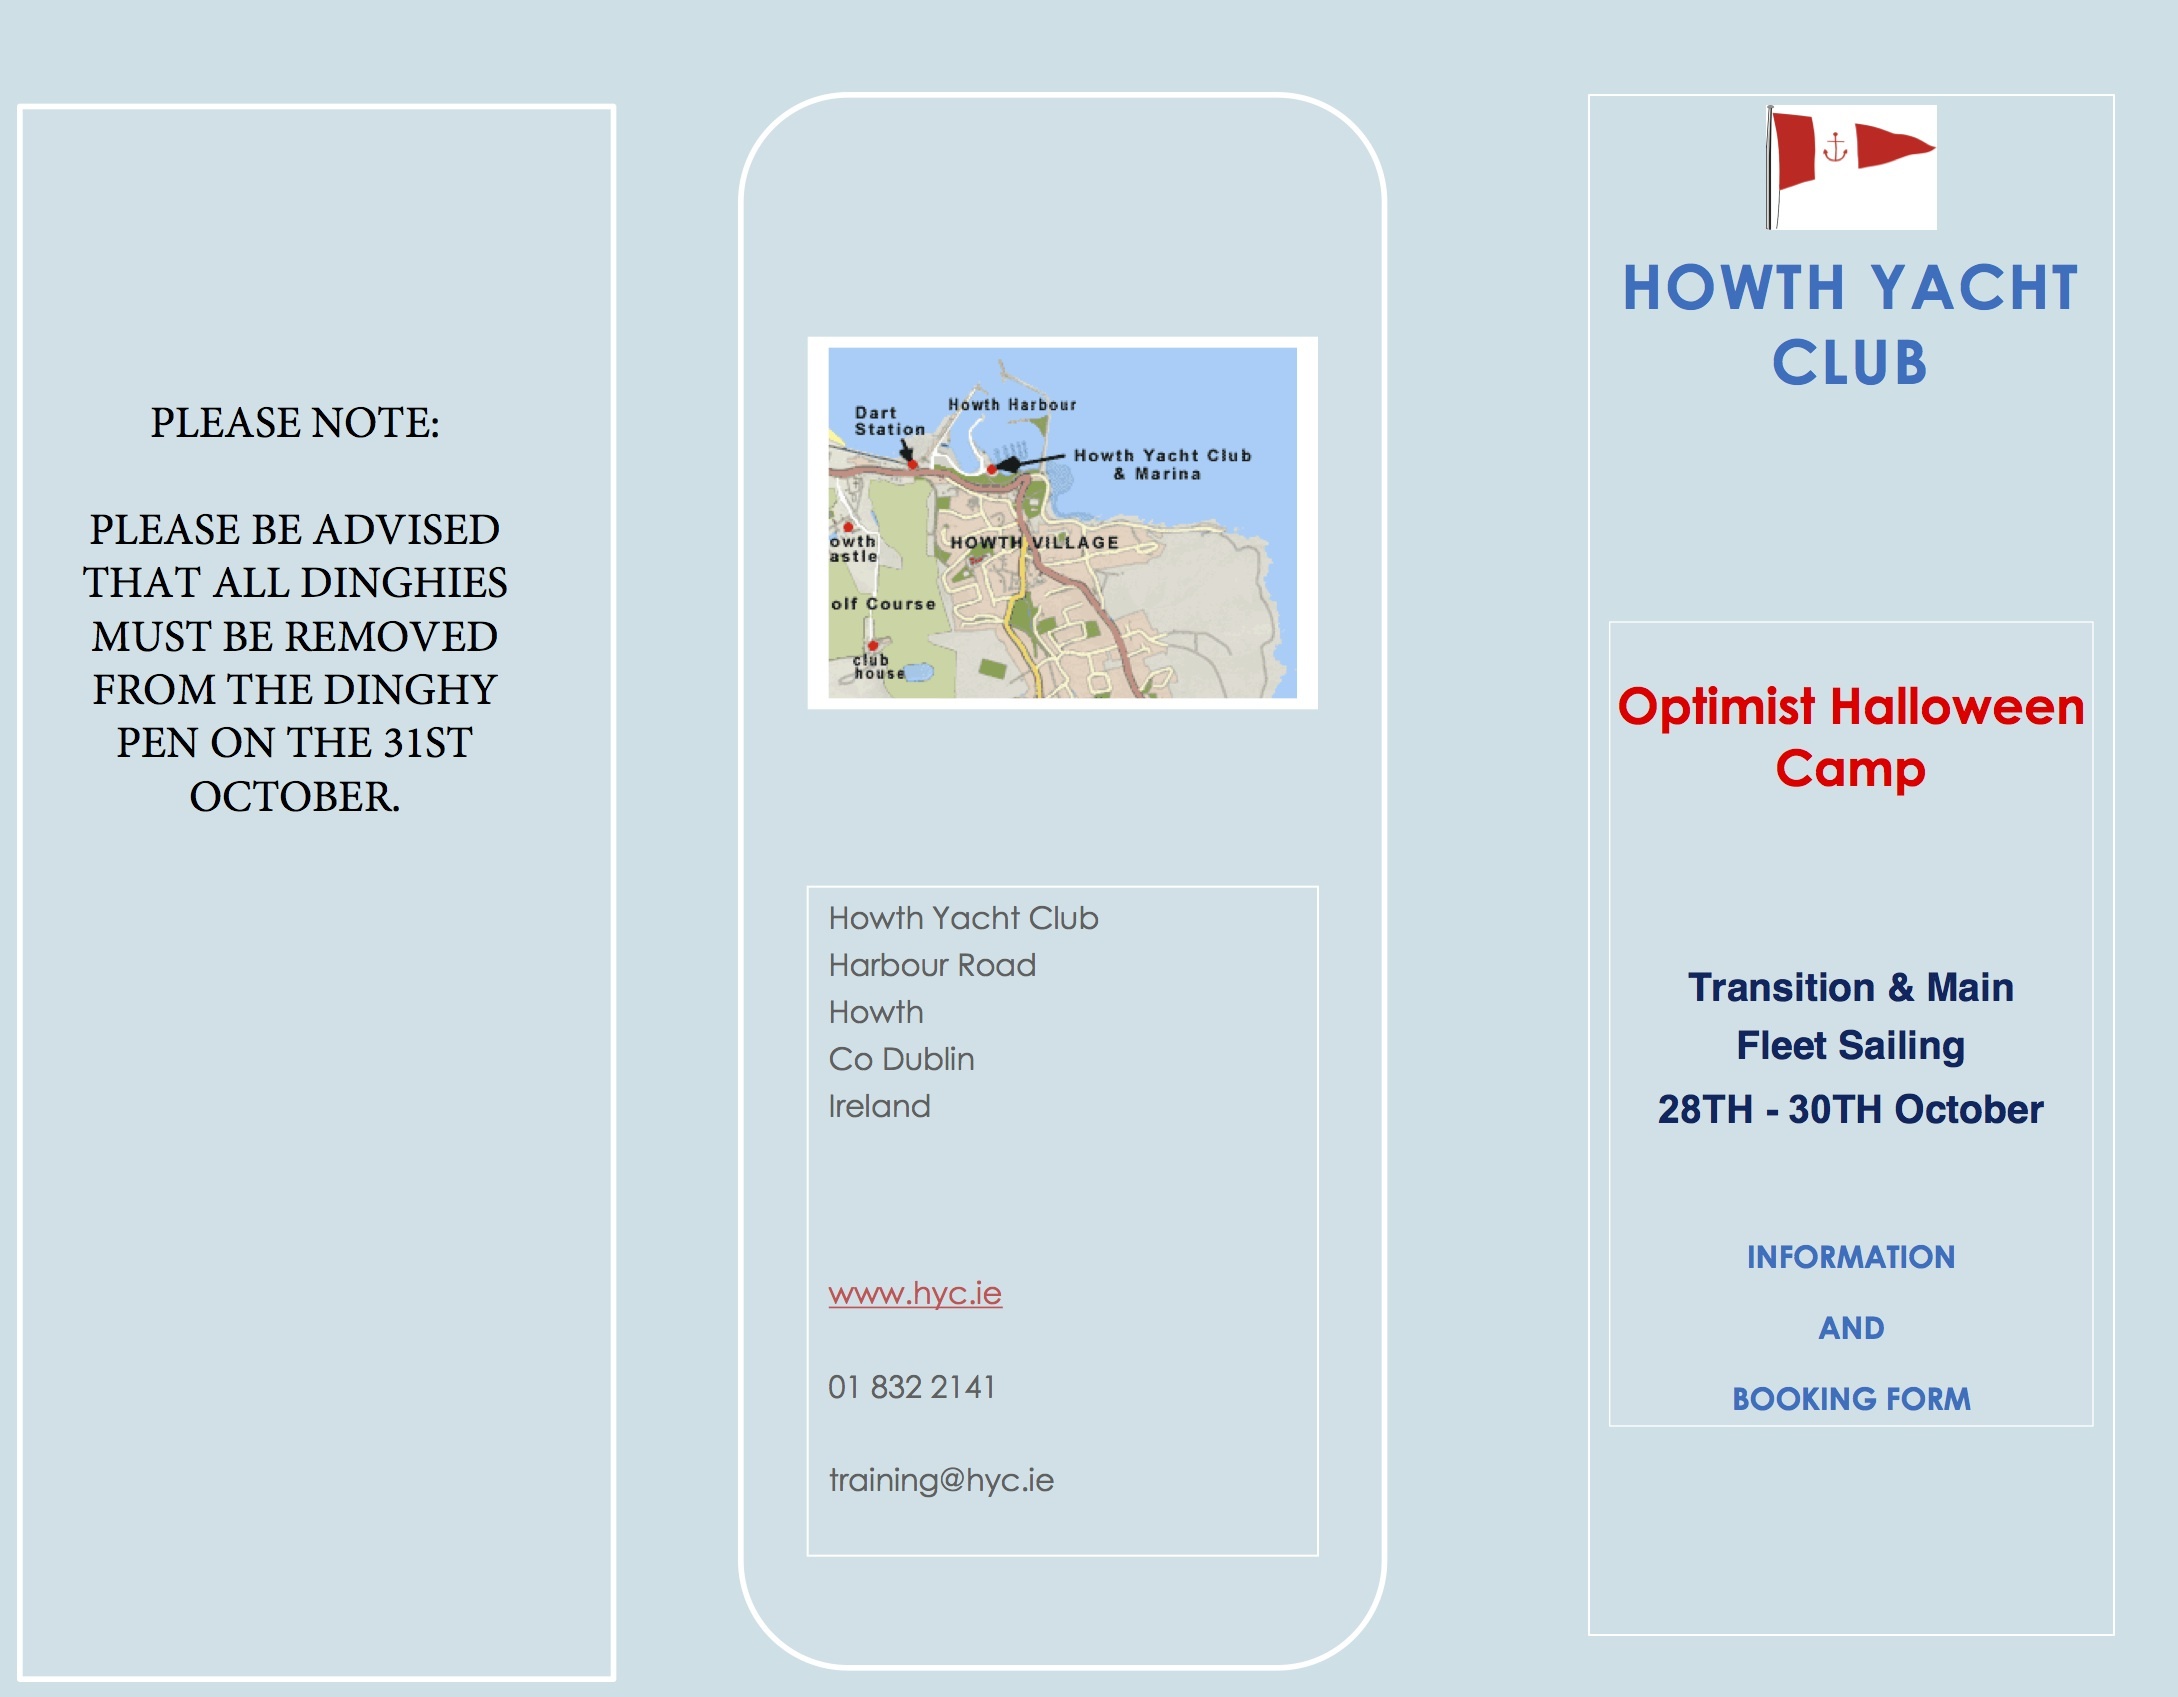 PLEASE NOTE:
PLEASE BE ADVISED
THAT ALL DINGHIES
MUST BE REMOVED
FROM THE DINGHY
PEN ON THE 31ST
OCTOBER.
Dart
Station
Howth Harbour
Howth Yacht Club
& Marina
owth
astle
HOWTH VILLAGE
olf Course
club
house
Howth Yacht Club
Harbour Road
Howth
Co Dublin
Ireland
www.hyc.ie
01 832 2141
training@hyc.ie
HOWTH YACHT
CLUB
Optimist Halloween
Camp
Transition & Main
Fleet Sailing
28TH - 30TH October
INFORMATION
AND
BOOKING FORM